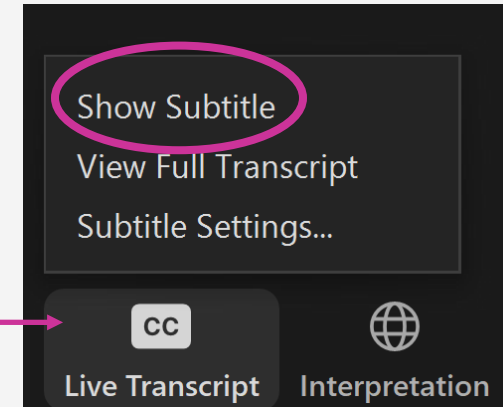 Show Subtitle
View Full Transcript
Subtitle Settings...
CC
Live Transcript
Interpretation